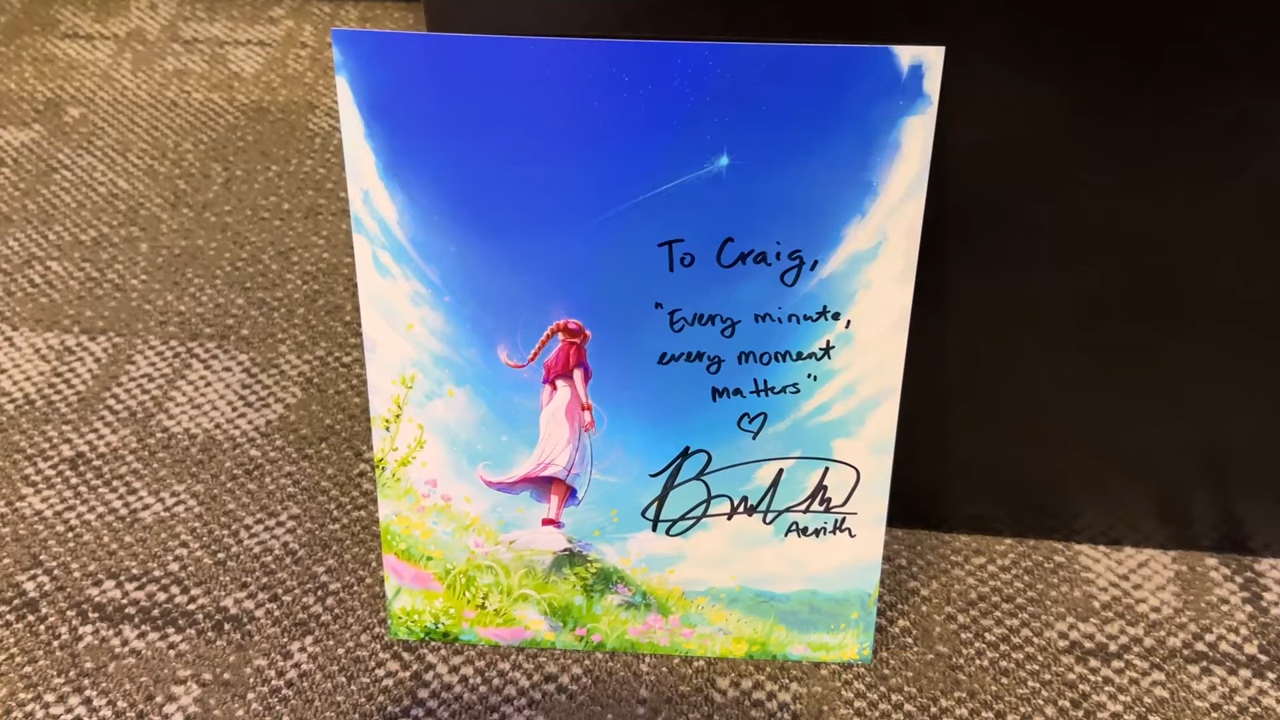 To Craig,
"Every minute,
every moment
matters"
♡
Aerith